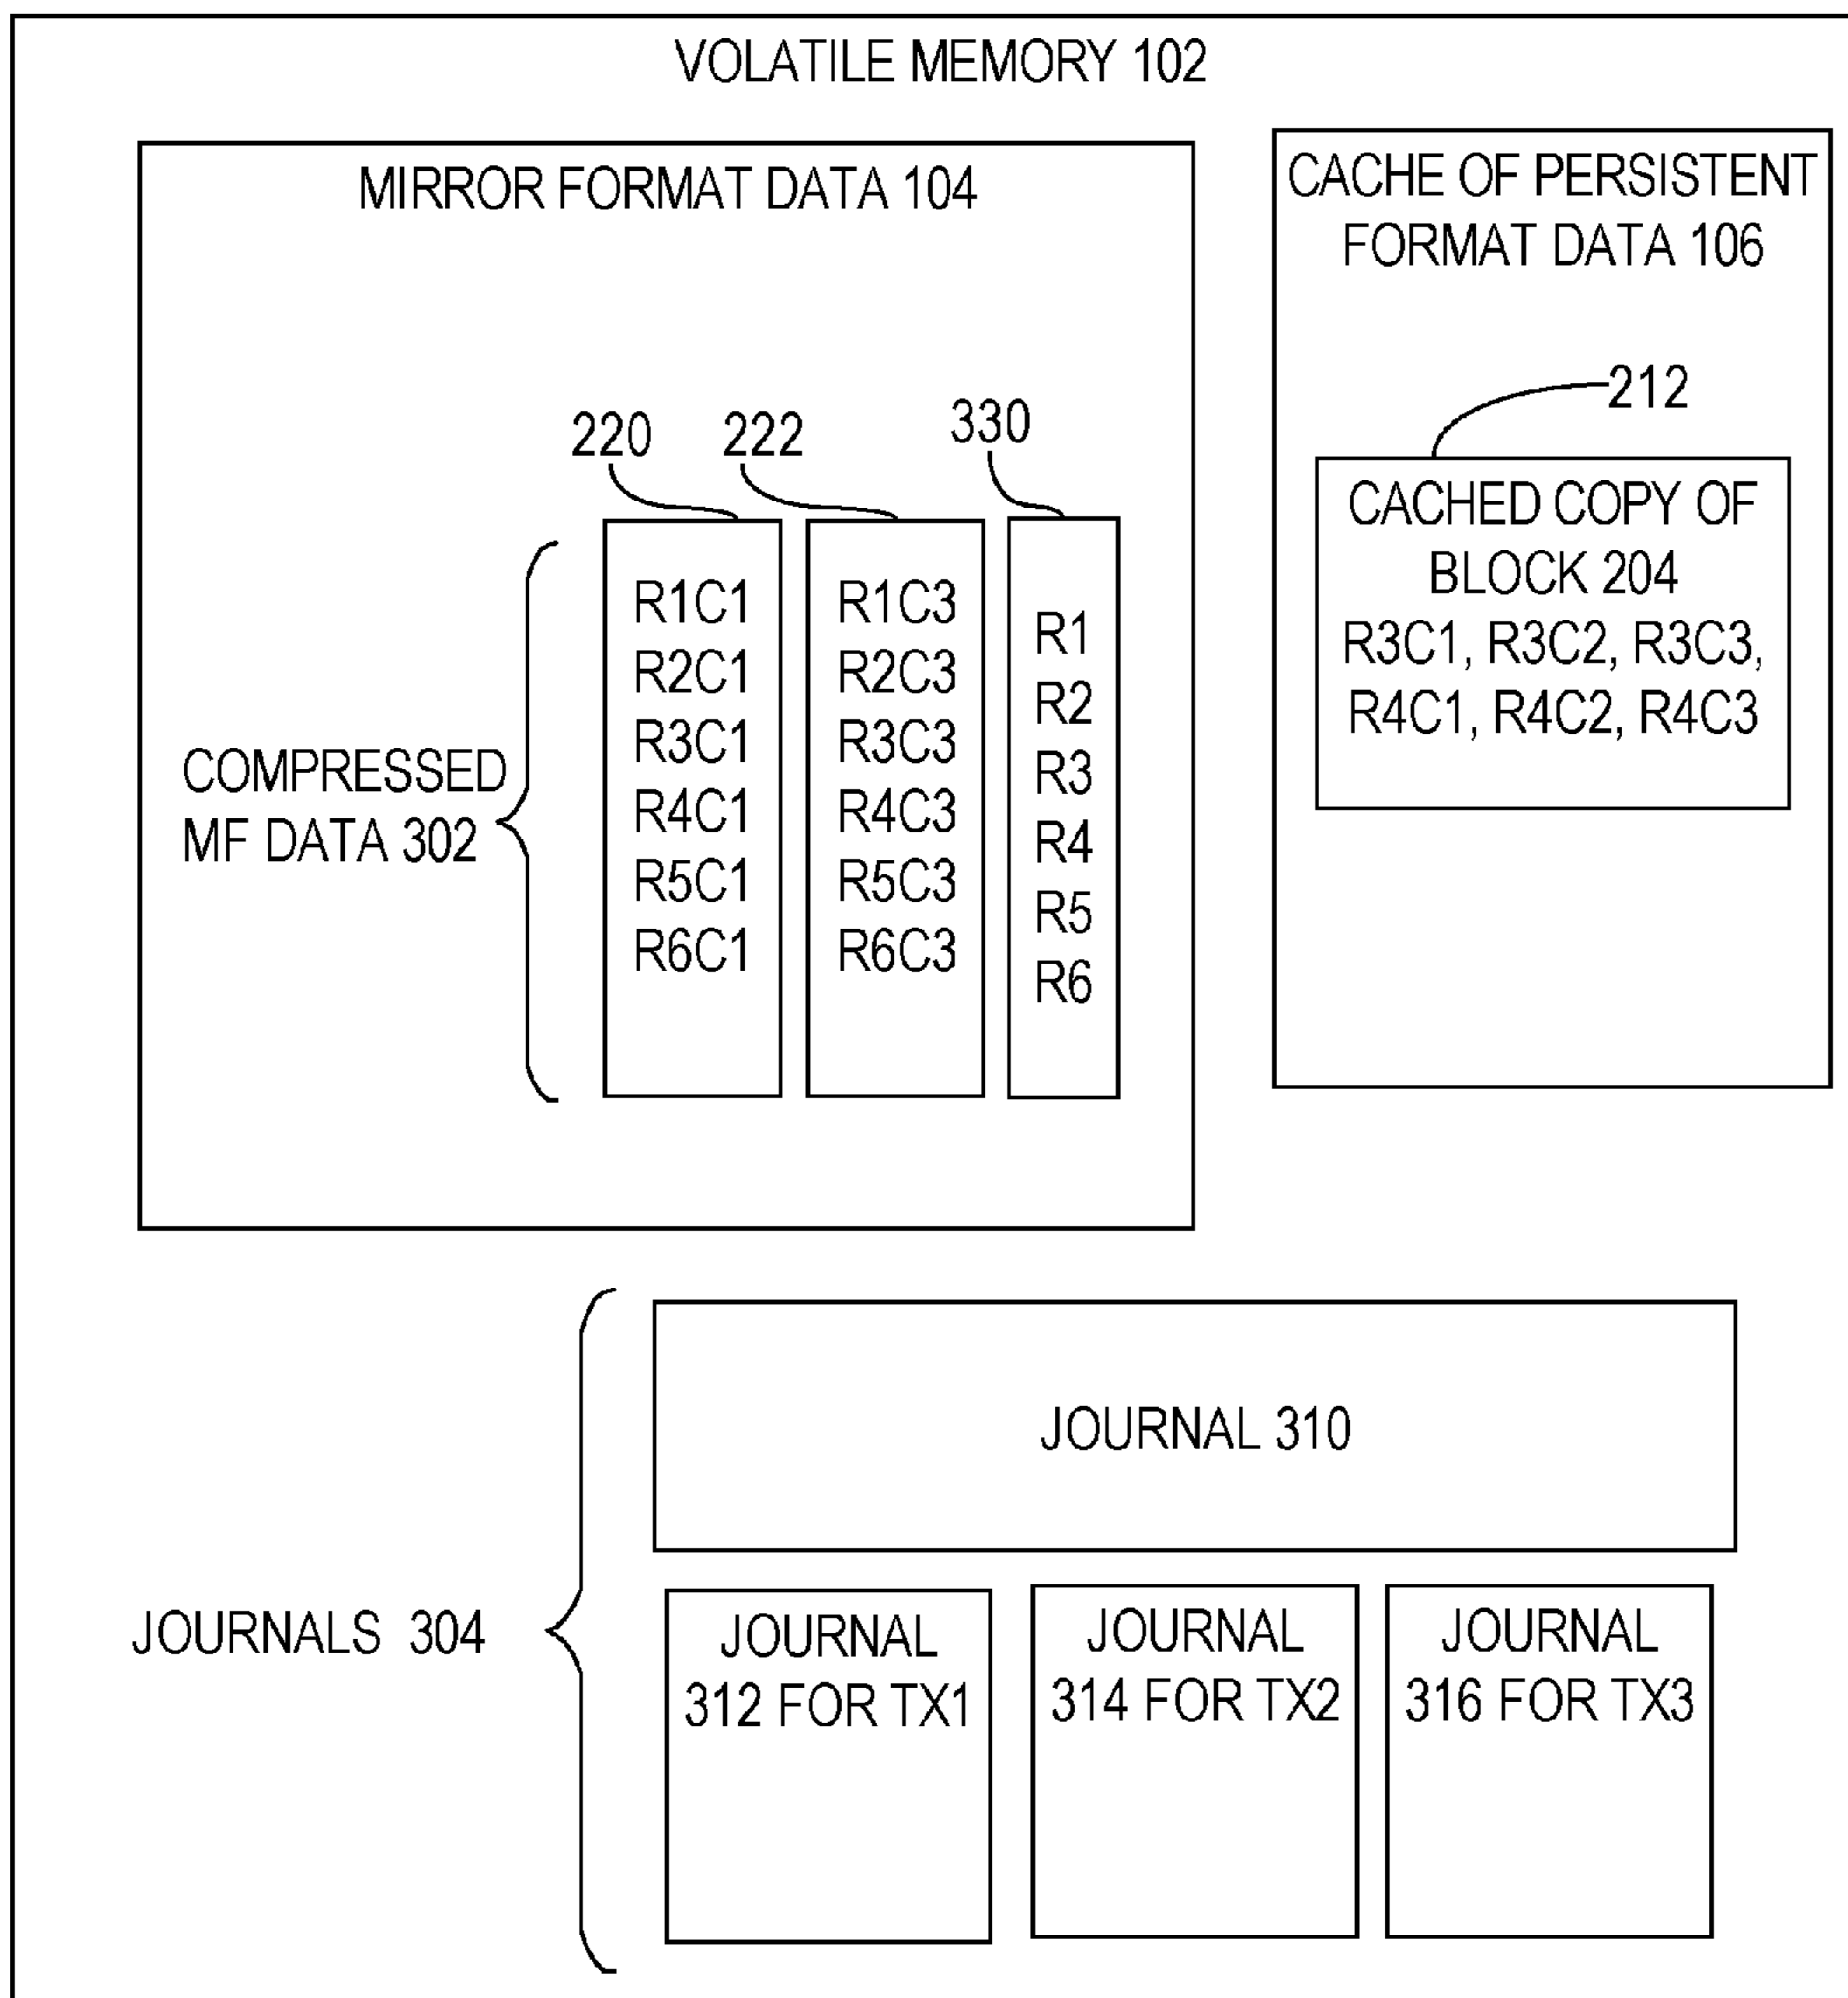 VOLATILE MEMORY 102
MIRROR FORMAT DATA 104
220
222
330
COMPRESSED
MF DATA 302
R1C1
R2C1
R3C1
R4C1
R5C1
R6C1
R1C3
R2C3
R3C3
R4C3
R5C3
R6C3
R1
R2
R3
R4
R5
R6
CACHE OF PERSISTENT
FORMAT DATA 106
212
CACHED COPY OF
BLOCK 204
R3C1, R3C2, R3C3,
R4C1, R4C2, R4C3
JOURNALS 304
JOURNAL 310
JOURNAL
312 FOR TX1
JOURNAL
314 FOR TX2
JOURNAL
316 FOR TX3